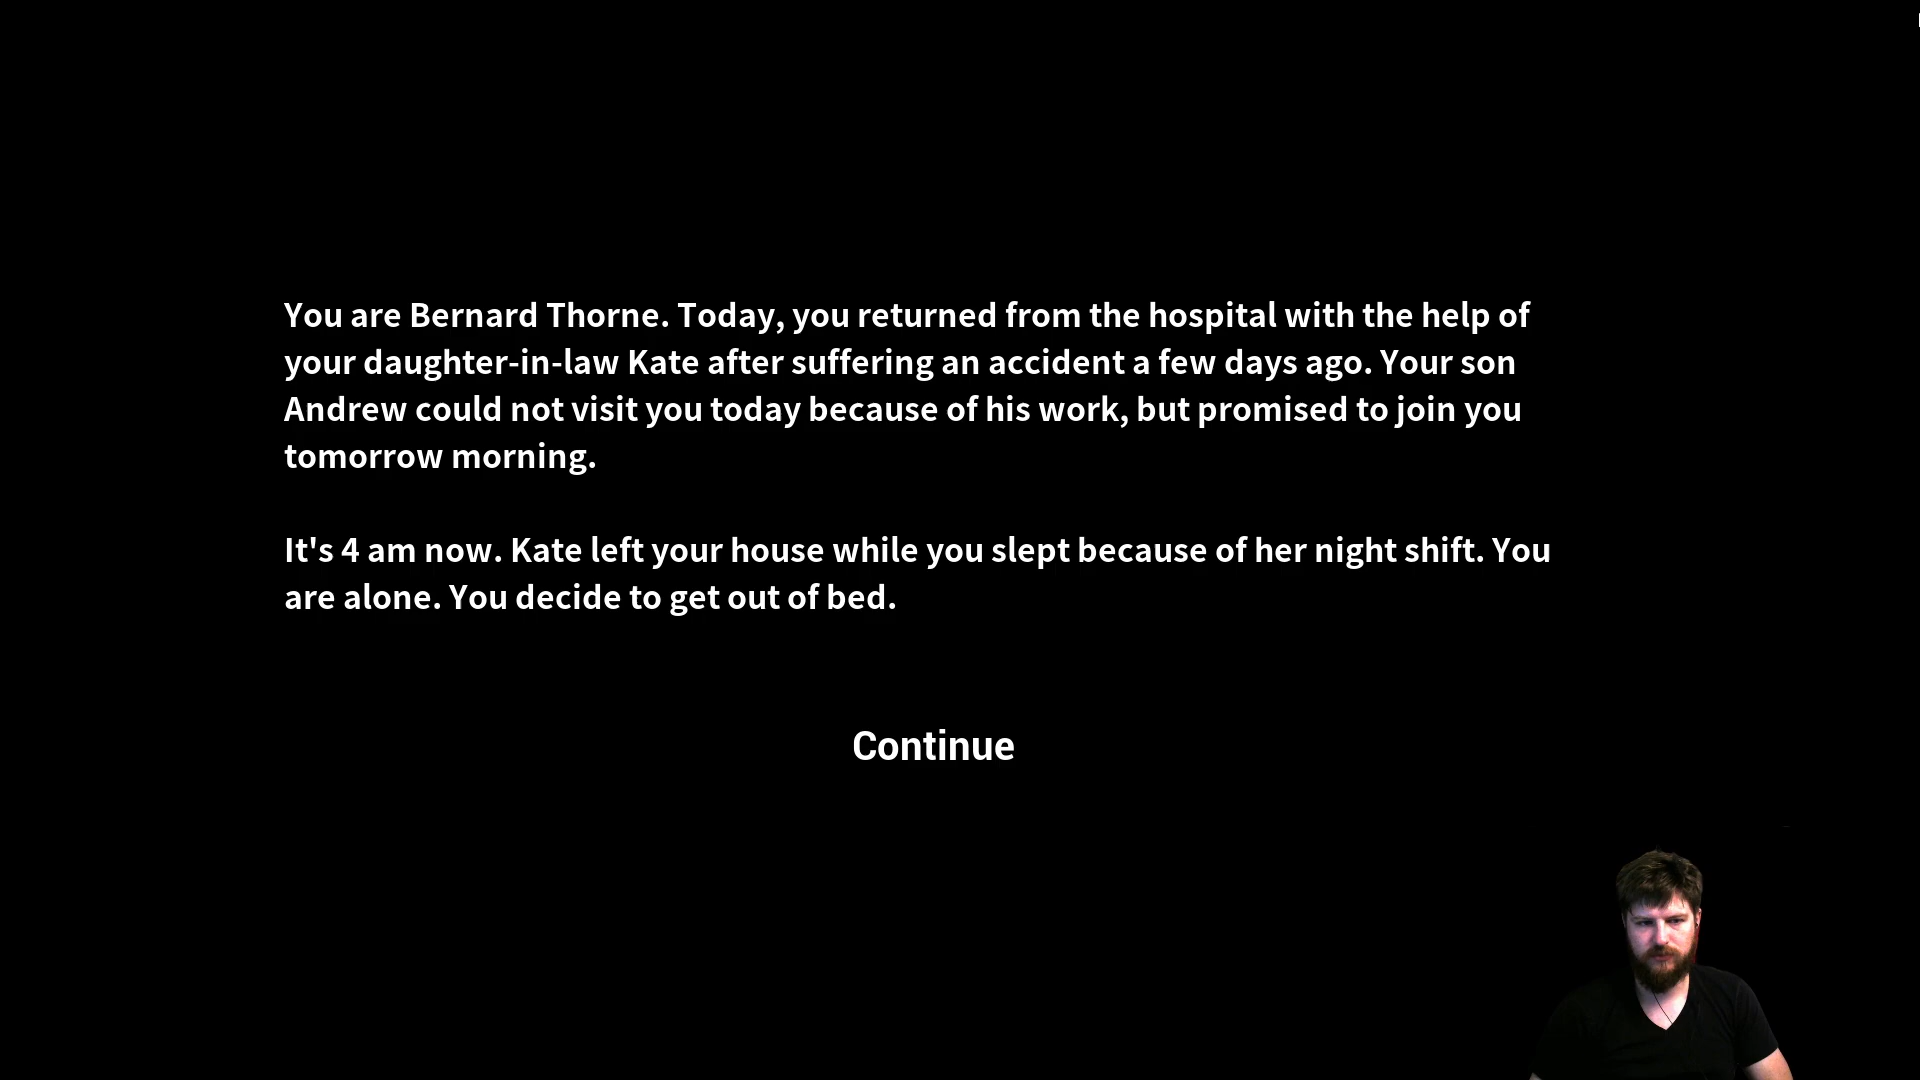 You are Bernard Thorne. Today, you returned from the hospital with the help of
your daughter-in-law Kate after suffering an accident a few days ago. Your son
Andrew could not visit you today because of his work, but promised to join you
tomorrow morning.
It's 4 am now. Kate left your house while you slept because of her night shift. You
are alone. You decide to get out of bed.
Continue